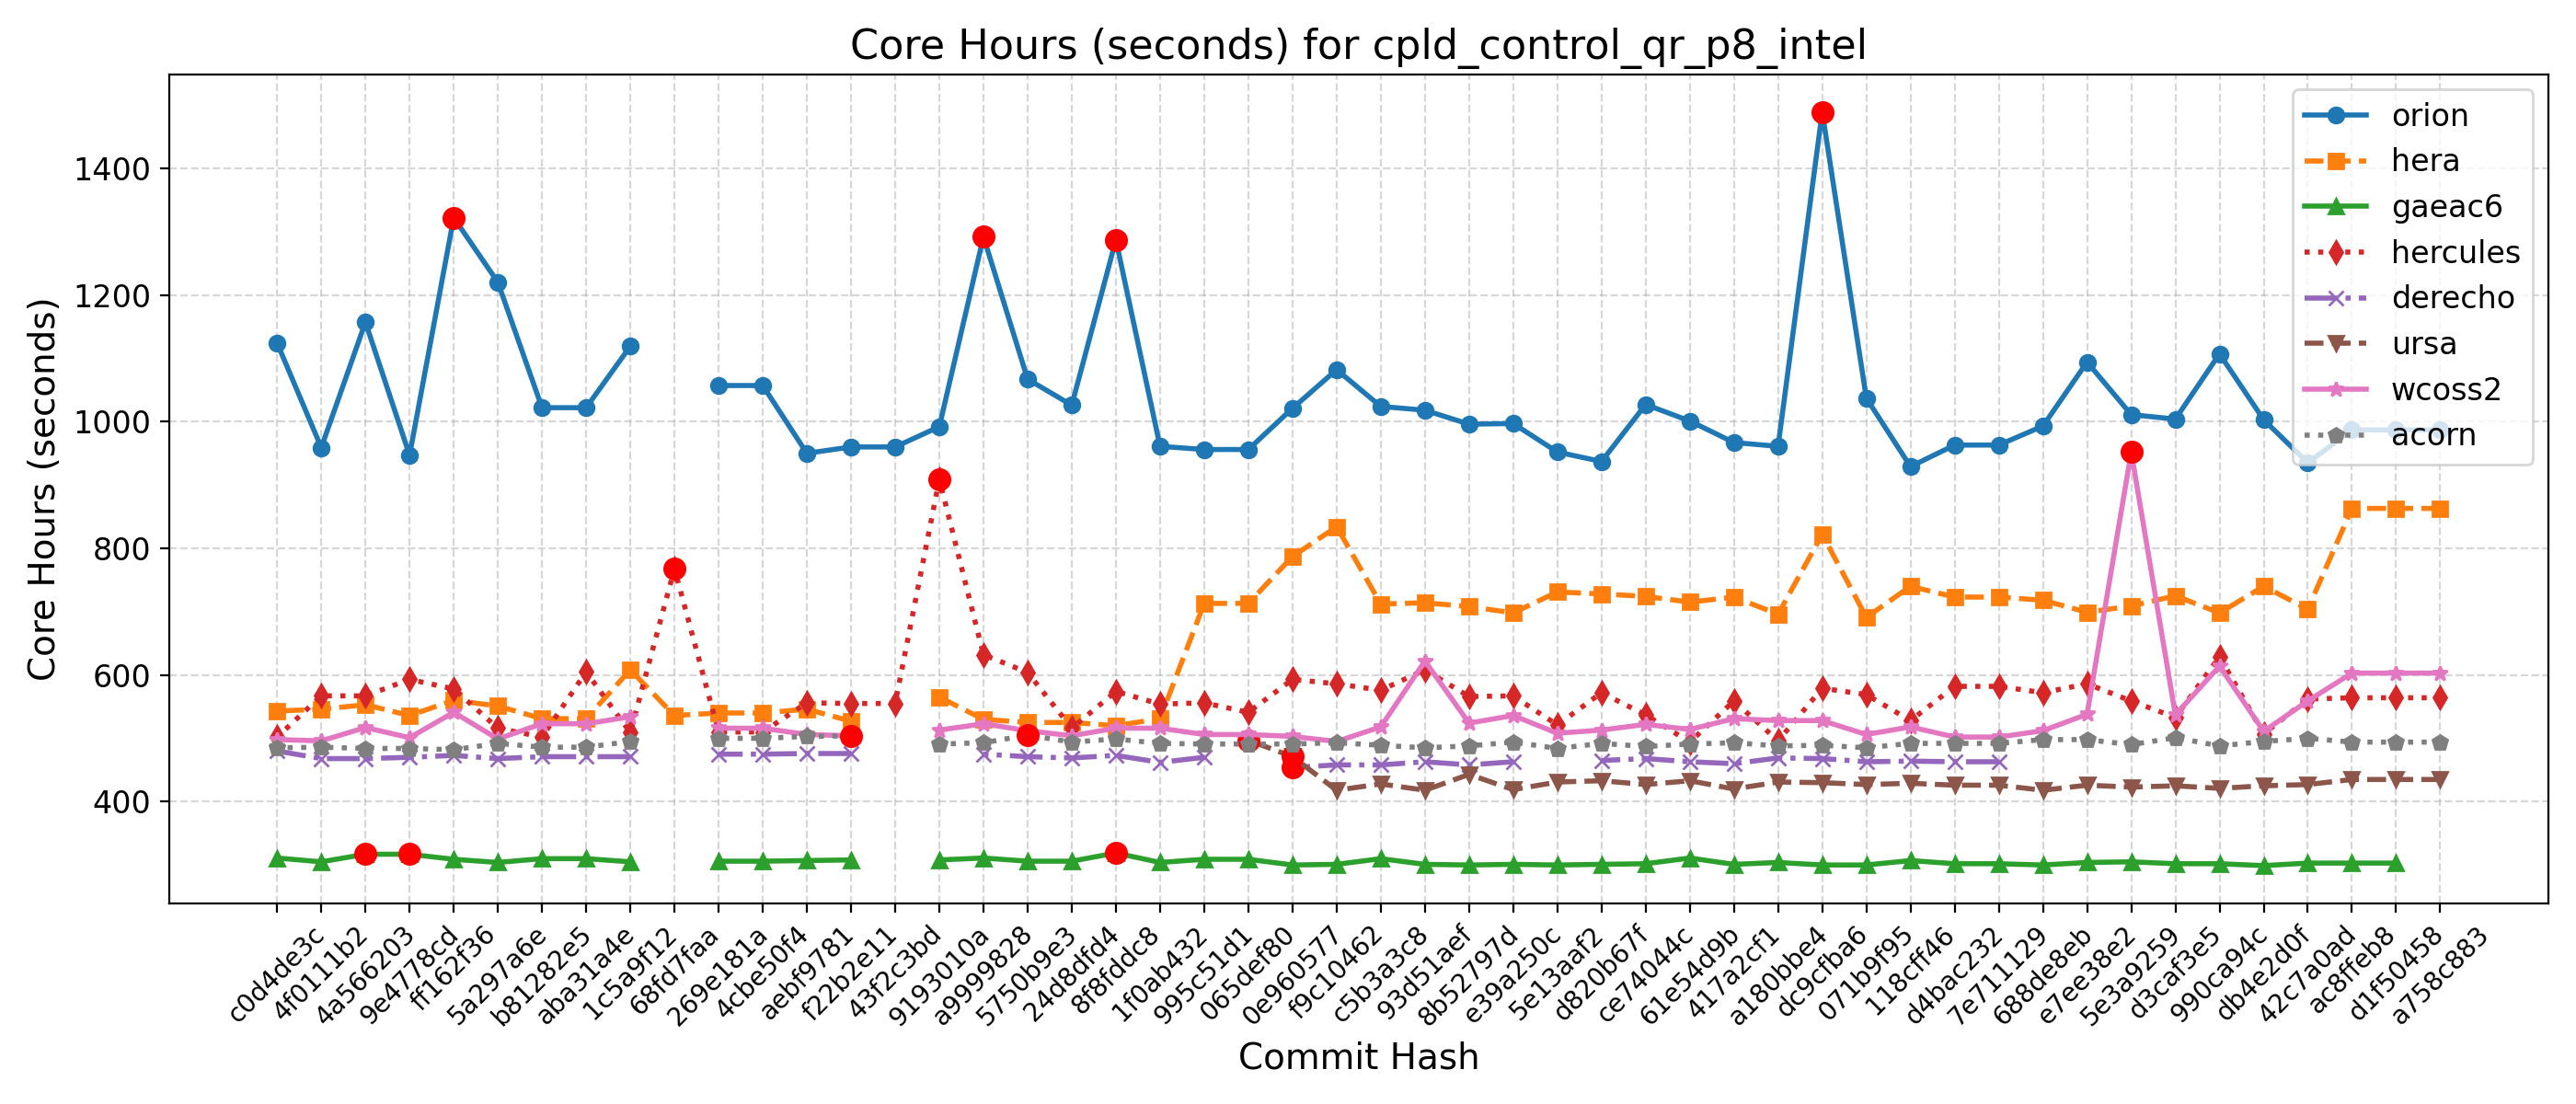 Core Hours (seconds) for cpld_control_qr_p8_intel
Core Hours (seconds)
1400
1200
1000
800
600
400
orion
hera
gaeac6
hercules
derecho
ursa
wcoss2
acorn
c0d4de3c
4f0111b2
4a566203
9e4778cd
ff162f36
5a297a6e
b81282e5
aba31a4e
1c5a9f12
68fd7faa
269e181a
4cbe50f4
aebf9781
f22b2e11
43f2c3bd
9193010a
a9999828
5750b9e3
24d8dfd4
8f8fddc8
1f0ab432
995c51d1
065def80
0e960577
f9c10462
c5b3a3c8
93d51aef
8b52797d
e39a250c
5e13aaf2
d820b67f
ce74044c
61e54d9b
417a2cf1
a180bbe4
dc9cfba6
071b9f95
118cff46
d4bac232
7e711129
688de8eb
e7ee38e2
5e3a9259
d3caf3e5
990ca94c
db4e2d0f
42c7a0ad
ac8ffeb8
d1f50458
a758c883
Commit Hash